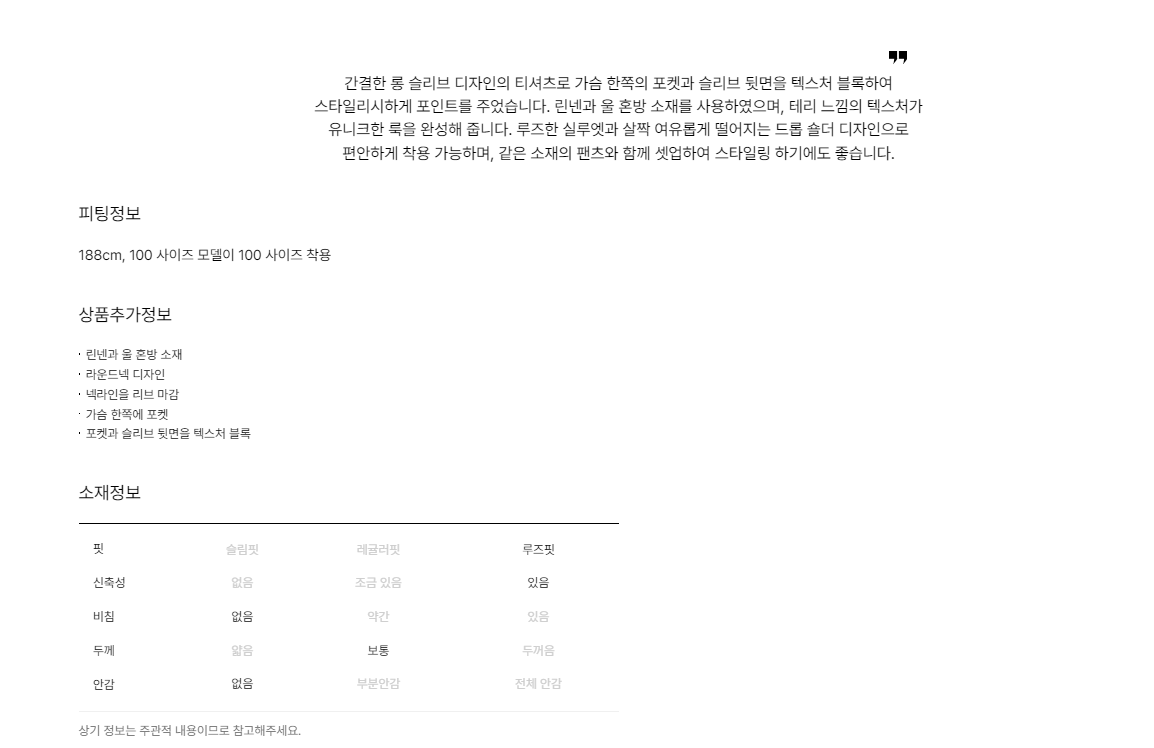 간결한 롱 슬리브 디자인의 티셔츠로 가슴 한쪽의 포켓과 슬리브 뒷면을 텍스처 블록하여
스타일리시하게 포인트를 주었습니다. 린넨과 울 혼방 소재를 사용하였으며, 테리 느낌의 텍스처가
유니크한 룩을 완성해 줍니다. 루즈한 실루엣과 살짝 여유롭게 떨어지는 드롭 숄더 디자인으로
편안하게 착용 가능하며, 같은 소재의 팬츠와 함께 셋업하여 스타일링 하기에도 좋습니다.
피팅정보
188cm, 100 사이즈 모델이 100 사이즈 착용
상품추가정보
· 린넨과 울 혼방 소재
· 라운드넥 디자인
· 넥라인을 리브 마감
· 가슴 한쪽에 포켓
· 포켓과 슬리브 뒷면을 텍스처 블록
소재정보
핏 슬림핏 레귤러핏 루즈핏
신축성 없음 조금 있음 있음
비침 없음 약간 있음
두께 얇음 보통 두꺼움
안감 없음 부분안감 전체 안감
상기 정보는 주관적 내용이므로 참고해주세요.